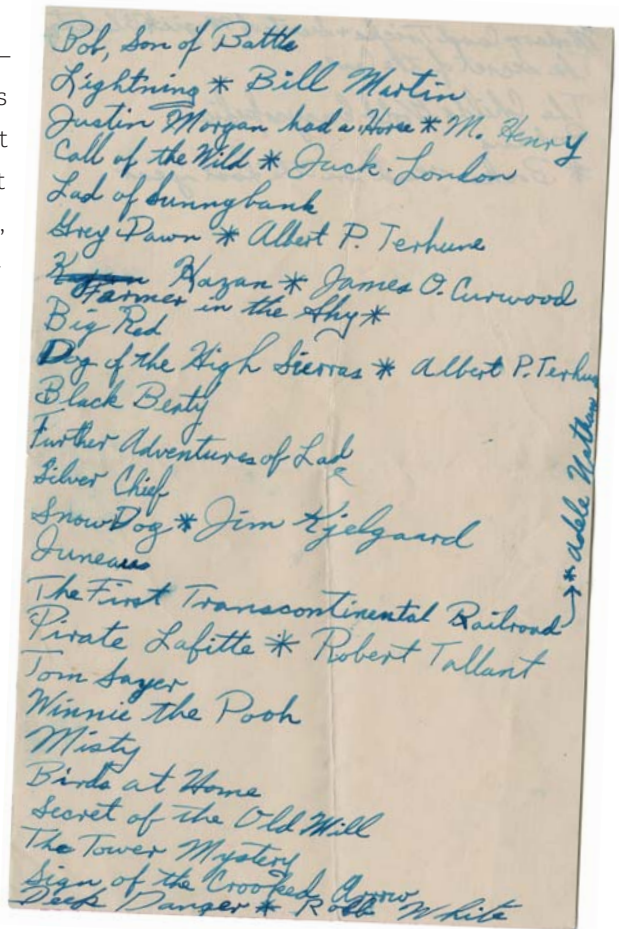 s
t
t
,
Bob, Son of Battle
Lightning * Bill Martin
Justin Morgan had a Horse * M. Henry
Call of the Wild * Jack London
Lad of Sunnybank
Grey Dawn * Albert P. Terhune
Kazan * James O. Curwood
Farmer in the Sky *
Big Red
Dog of the High Sierras * Albert P. Terhu
Black Beuty
Further Adventures of Lad
Silver Chief
Snow Dog * Jim Kjelgaard
Juneau
The First Transcontinental Railroad
* Adele Nathan
Pirate Lafitte * Robert Tallant
Tom Sayer
Winnie the Pooh
Misty
Birds at Home
Secret of the Old Mill
The Tower Mystery
Sign of the Crooked Arrow
Deep Danger * Robb White